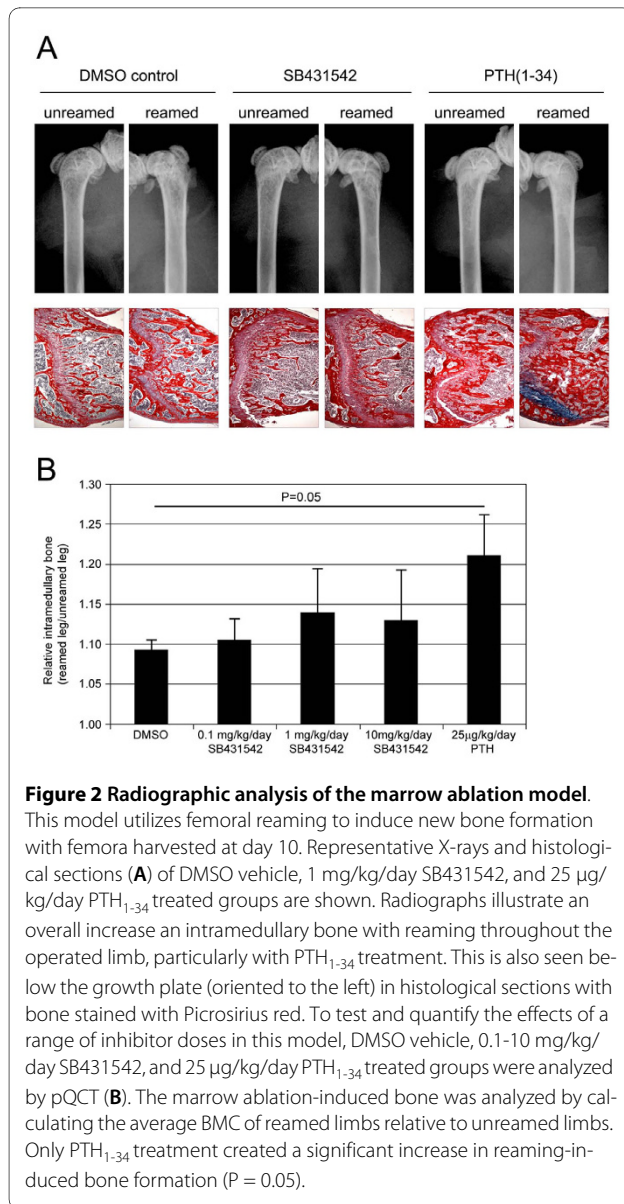 A
DMSO control SB431542 PTH(1-34)
unreamed reamed unreamed reamed unreamed reamed
B
1.30
P=0.05
1.25
1.20
1.15
1.10
1.05
1.00
Relative intramedullary bone
(reamed leg/unreamed leg)
DMSO 0.1 mg/kg/day 1 mg/kg/day 10mg/kg/day 25µg/kg/day
SB431542 SB431542 SB431542 PTH
Figure 2 Radiographic analysis of the marrow ablation model.
This model utilizes femoral reaming to induce new bone formation
with femora harvested at day 10. Representative X-rays and histologi-
cal sections (A) of DMSO vehicle, 1 mg/kg/day SB431542, and 25 μg/
kg/day PTH1-34 treated groups are shown. Radiographs illustrate an
overall increase an intramedullary bone with reaming throughout the
operated limb, particularly with PTH1-34 treatment. This is also seen be-
low the growth plate (oriented to the left) in histological sections with
bone stained with Picrosirius red. To test and quantify the effects of a
range of inhibitor doses in this model, DMSO vehicle, 0.1-10 mg/kg/
day SB431542, and 25 μg/kg/day PTH1-34 treated groups were analyzed
by pQCT (B). The marrow ablation-induced bone was analyzed by cal-
culating the average BMC of reamed limbs relative to unreamed limbs.
Only PTH1-34 treatment created a significant increase in reaming-in-
duced bone formation (P = 0.05).